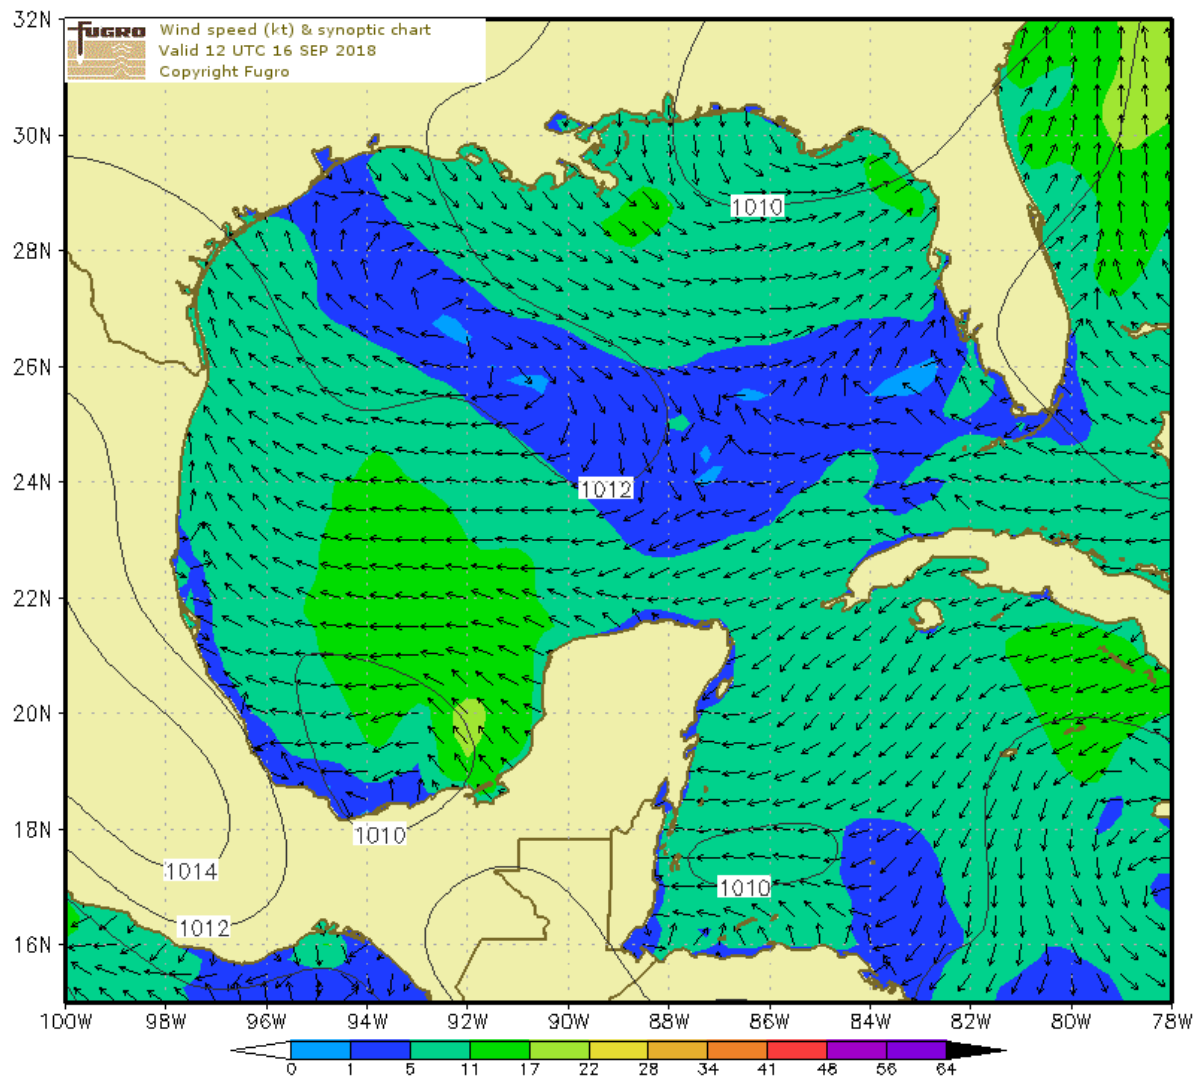 32N
FUGRO
Wind speed (kt) & synoptic chart
Valid 12 UTC 16 SEP 2018
Copyright Fugro
30N
1010
28N
26N
24N
1012
22N
20N
18N
1010
1014
1010
1012
16N
100W 98W 96W 94W 92W 90W 88W 86W 84W 82W 80W 78W
0 1 5 11 17 22 28 34 41 48 56 64